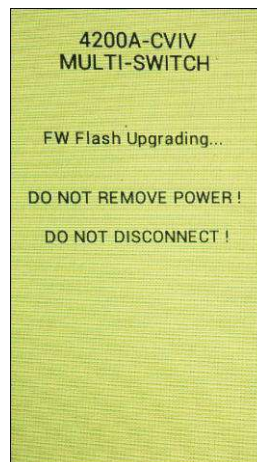 4200A-CVIV
MULTI-SWITCH
FW Flash Upgrading...
DO NOT REMOVE POWER !
DO NOT DISCONNECT !